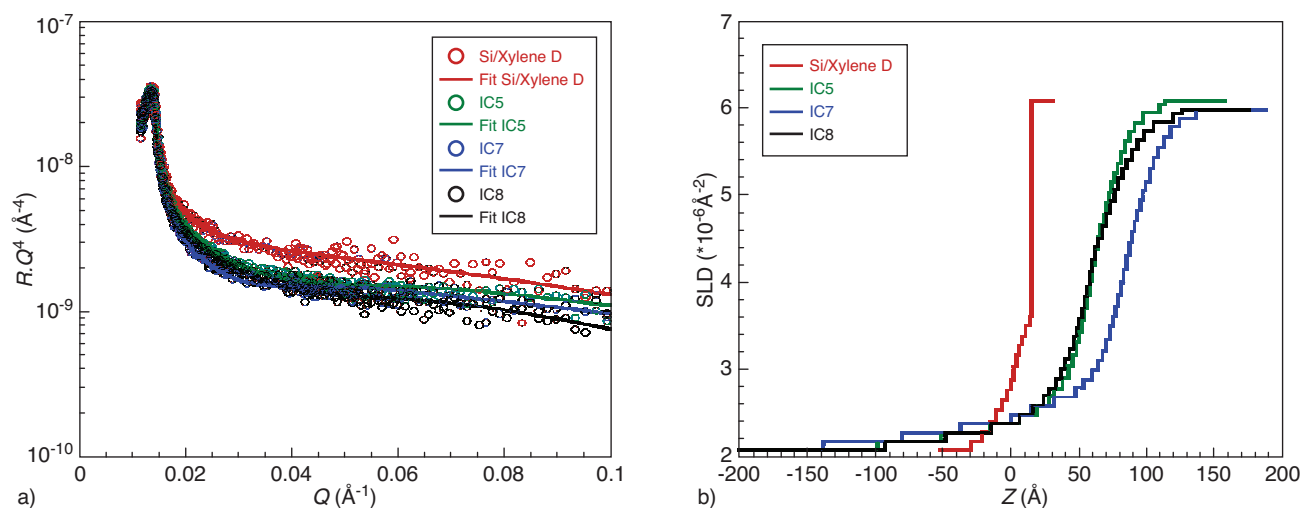 10⁻⁷
10⁻⁸
10⁻⁹
10⁻¹⁰
R.Q⁴ (Å⁻⁴)
Si/Xylene D
Fit Si/Xylene D
IC5
Fit IC5
IC7
Fit IC7
IC8
Fit IC8
0 0.02 0.04 0.06 0.08 0.1
Q (Å⁻¹)
a)
8
7
6
5
4
3
2
SLD (*10⁻⁶Å⁻²)
Si/Xylene D
IC5
IC7
IC8
-200 -150 -100 -50 0 50 100 150 200
Z (Å)
b)